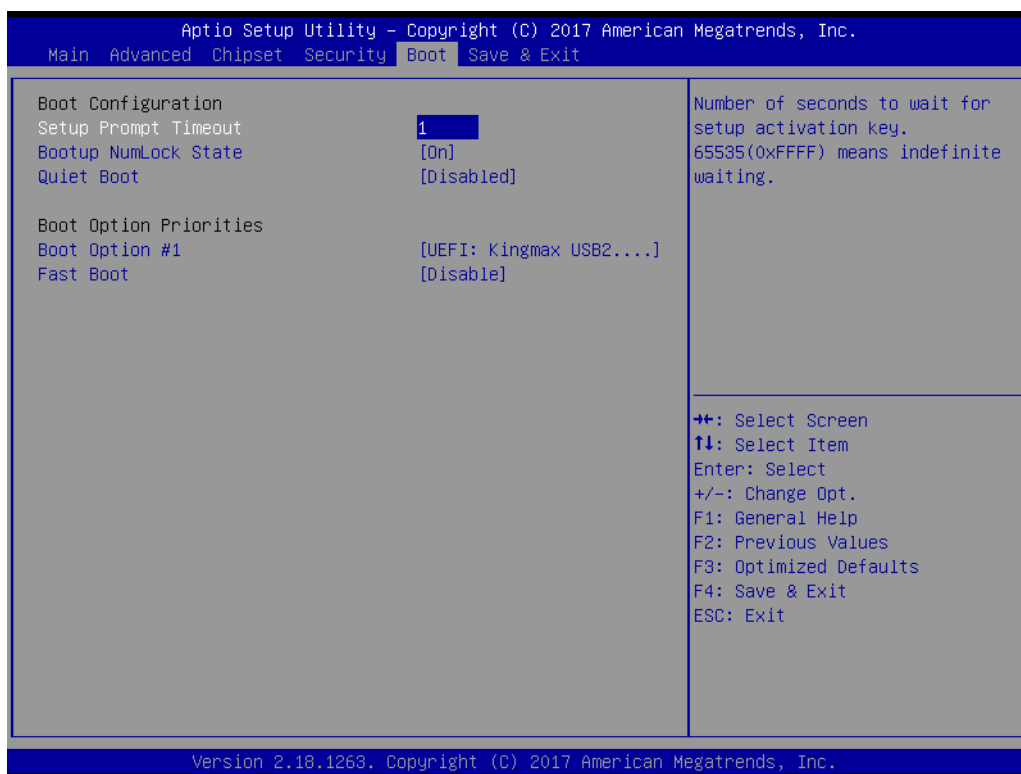 Aptio Setup Utility – Copyright (C) 2017 American Megatrends, Inc.
Main Advanced Chipset Security Boot Save & Exit
Boot Configuration
Setup Prompt Timeout 1
Bootup NumLock State [On]
Quiet Boot [Disabled]
Boot Option Priorities
Boot Option #1 [UEFI: Kingmax USB2....]
Fast Boot [Disable]
Number of seconds to wait for
setup activation key.
65535(0xFFFF) means indefinite
waiting.
→←: Select Screen
↑↓: Select Item
Enter: Select
+/-: Change Opt.
F1: General Help
F2: Previous Values
F3: Optimized Defaults
F4: Save & Exit
ESC: Exit
Version 2.18.1263. Copyright (C) 2017 American Megatrends, Inc.